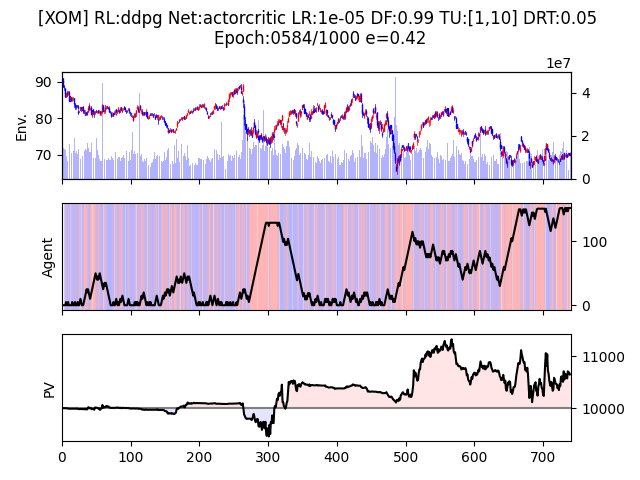 [XOM] RL:ddpg Net:actorcritic LR:1e-05 DF:0.99 TU:[1,10] DRT:0.05
Epoch:0584/1000 e=0.42
1e7
90
80
70
Env.
4
2
0
Agent
100
0
PV
11000
10000
0 100 200 300 400 500 600 700